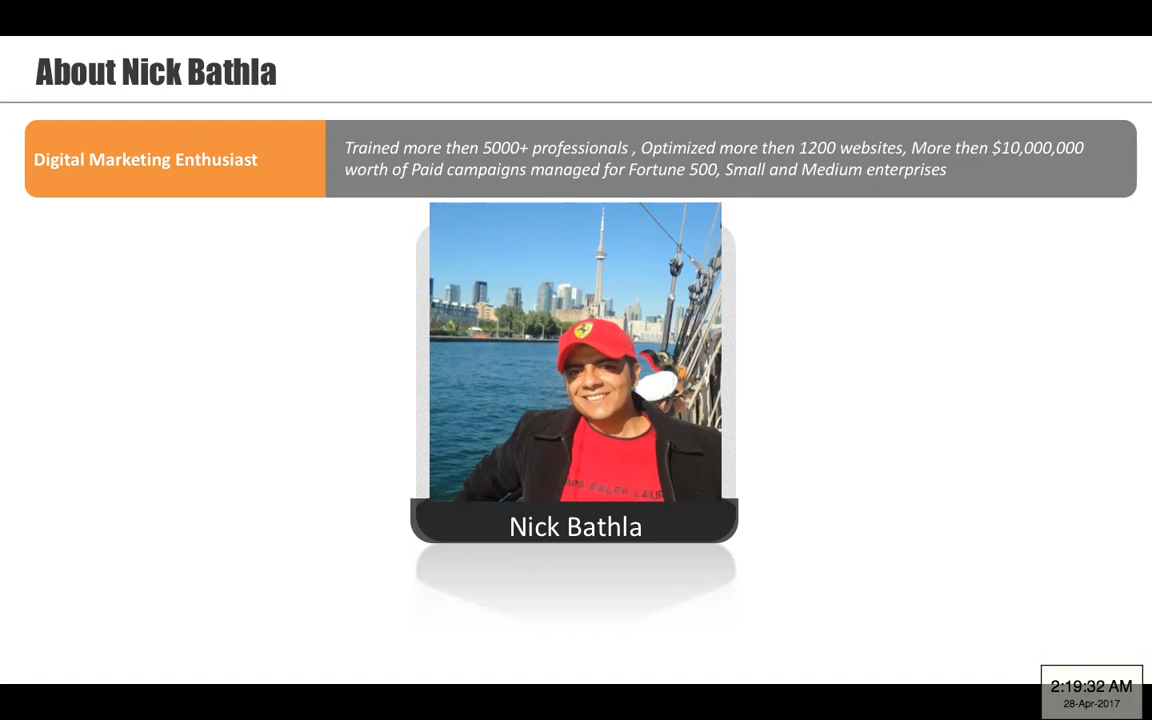 About Nick Bathla
Digital Marketing Enthusiast
Trained more then 5000+ professionals , Optimized more then 1200 websites, More then $10,000,000
worth of Paid campaigns managed for Fortune 500, Small and Medium enterprises
RALPH
Nick Bathla
2:19:32 AM
28-Apr-2017